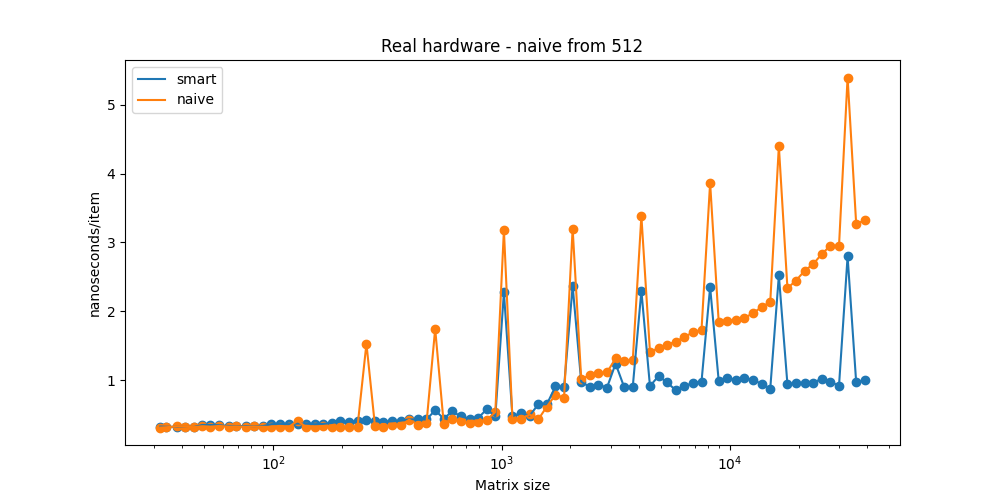 Real hardware - naive from 512
smart
naive
5
4
3
2
1
nanoseconds/item
10²
10³
10⁴
Matrix size